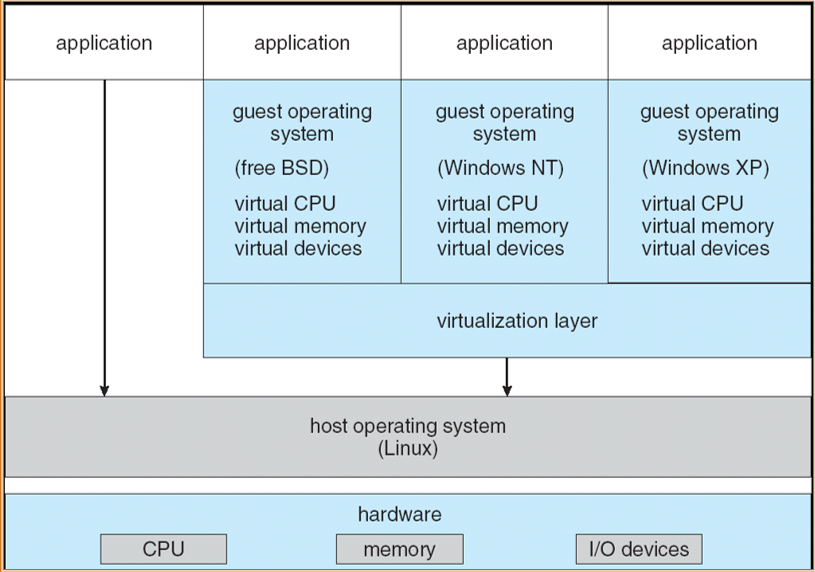 application
application
application
application
guest operating
system
(free BSD)
virtual CPU
virtual memory
virtual devices
guest operating
system
(Windows NT)
virtual CPU
virtual memory
virtual devices
guest operating
system
(Windows XP)
virtual CPU
virtual memory
virtual devices
virtualization layer
host operating system
(Linux)
hardware
CPU
memory
I/O devices